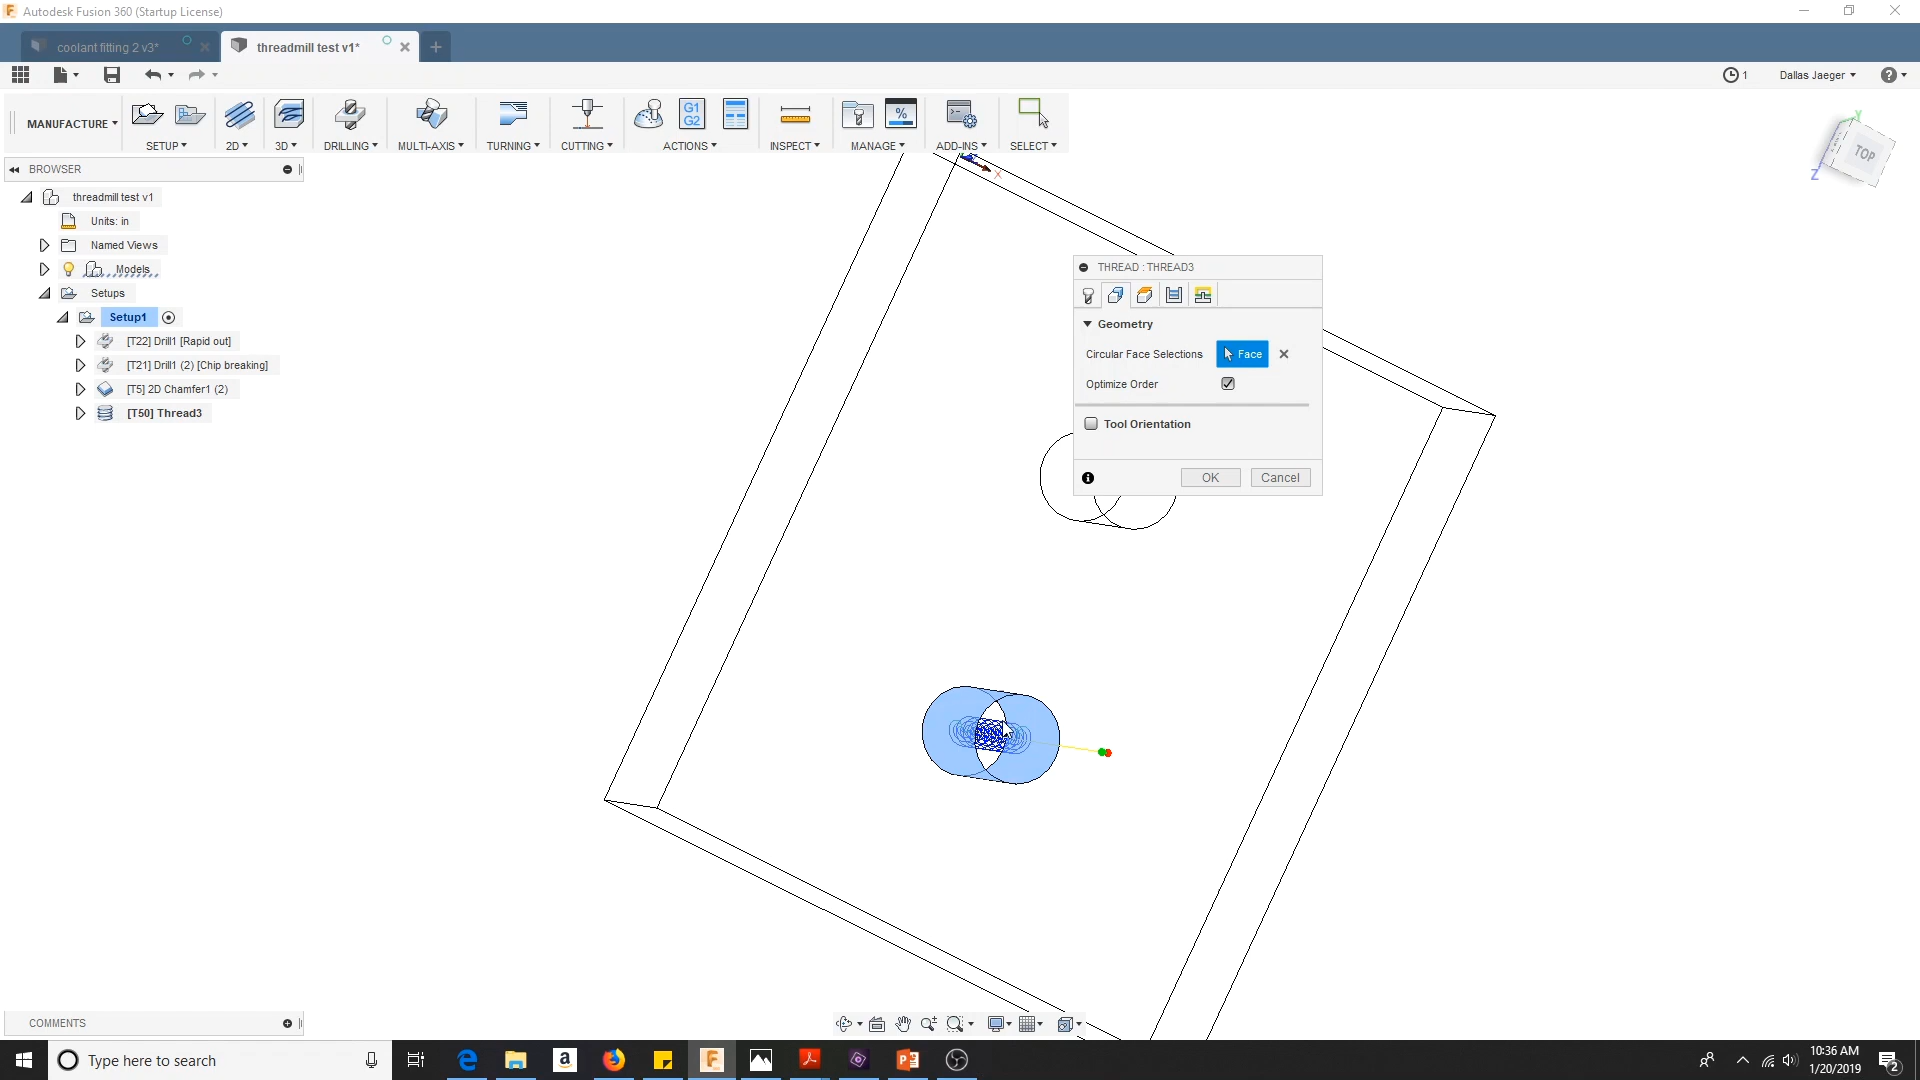 Autodesk Fusion 360 (Startup License)
coolant fitting 2 v3*
threadmill test v1*
1
Dallas Jaeger
MANUFACTURE
SETUP
2D
3D
DRILLING
MULTI-AXIS
TURNING
CUTTING
G1
G2
ACTIONS
INSPECT
%
MANAGE
ADD-INS
SELECT
BROWSER
threadmill test v1
Units: in
Named Views
Models
Setups
Setup1
[T22] Drill1 [Rapid out]
[T21] Drill1 (2) [Chip breaking]
[T5] 2D Chamfer1 (2)
[T50] Thread3
X
Y
Z
TOP
THREAD : THREAD3
Geometry
Circular Face Selections
Face
Optimize Order
Tool Orientation
OK
Cancel
COMMENTS
Type here to search
10:36 AM
1/20/2019
2